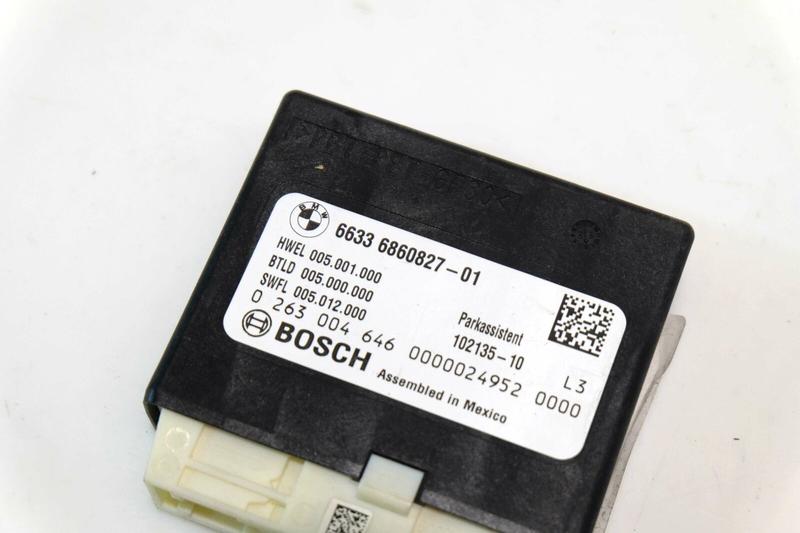 BMW
6633 6860827-01
HWEL 005.001.000
BTLD 005.000.000
SWFL 005.012.000
Parkassistent
102135-10
L3
0 263 004 646 0000024952 0000
BOSCH
Assembled in Mexico